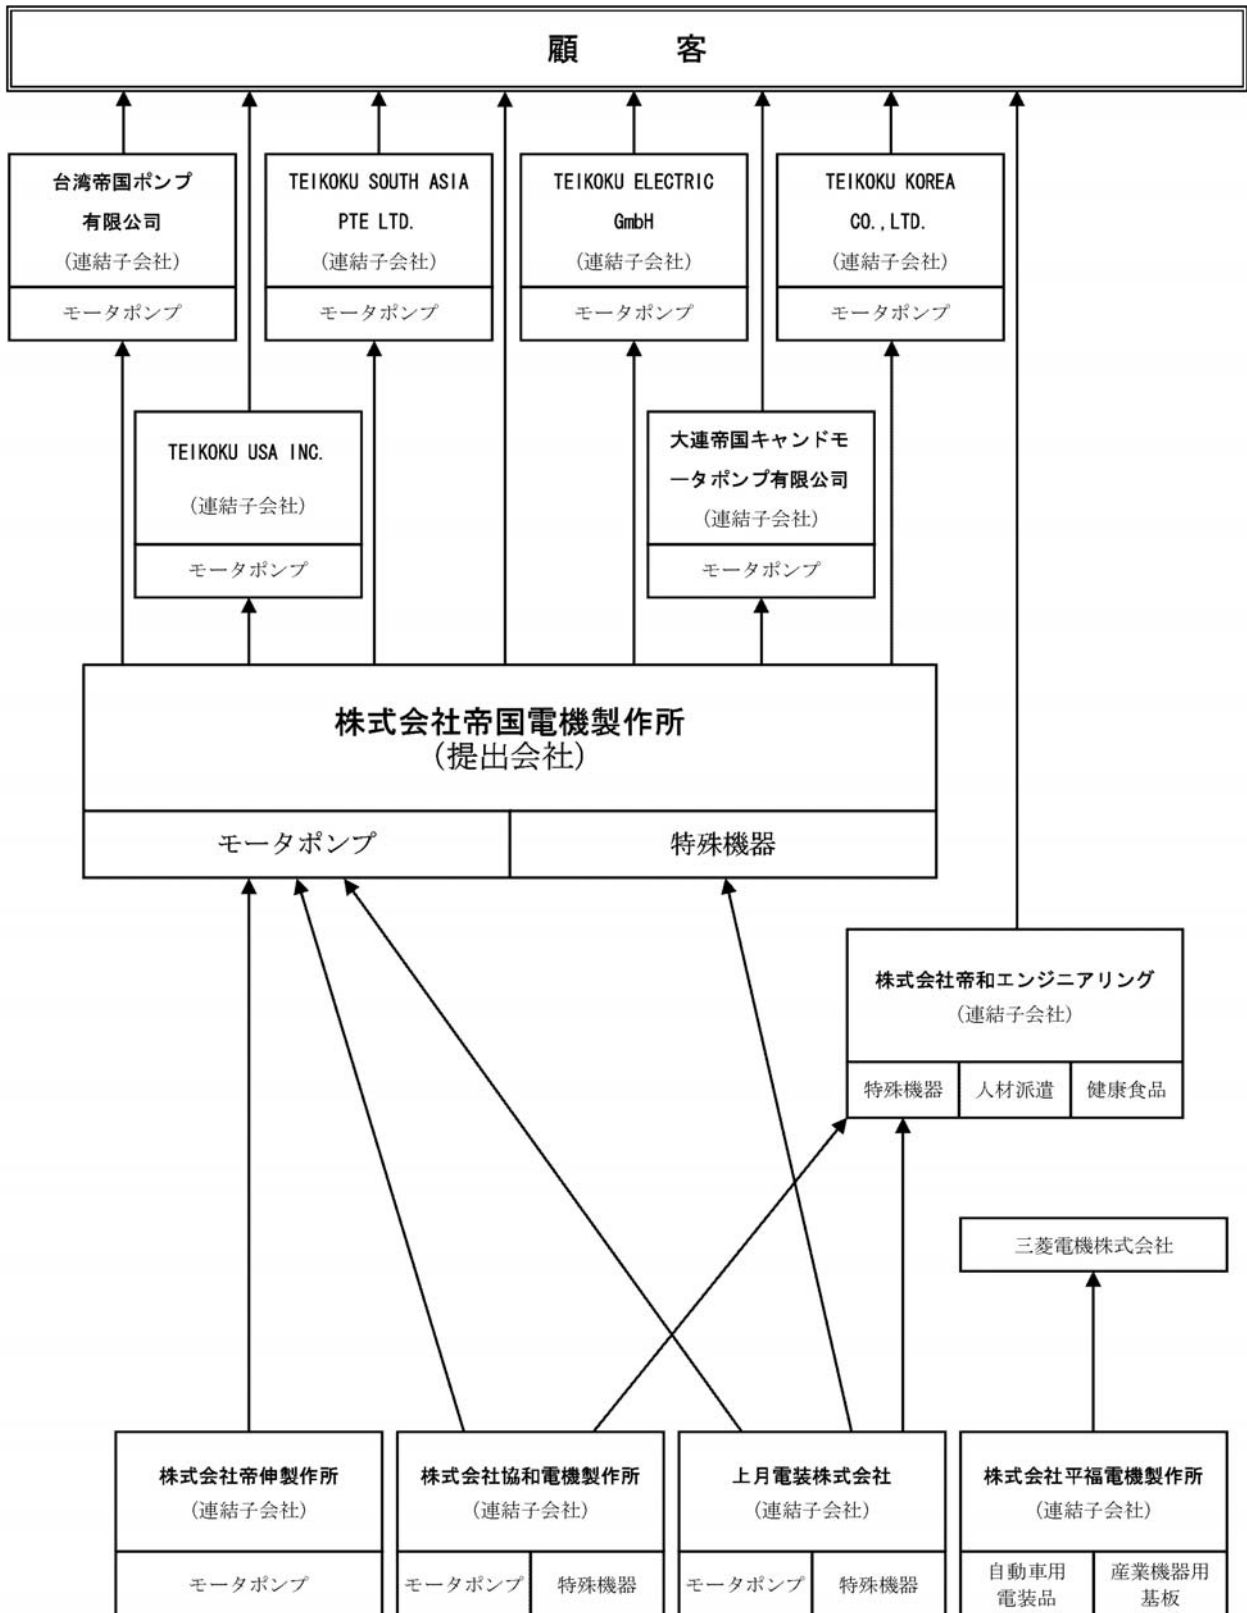 顧　客
台湾帝国ポンプ
有限公司
（連結子会社）
モータポンプ
TEIKOKU SOUTH ASIA
PTE LTD.
（連結子会社）
モータポンプ
TEIKOKU ELECTRIC
GmbH
（連結子会社）
モータポンプ
TEIKOKU KOREA
CO.,LTD.
（連結子会社）
モータポンプ
TEIKOKU USA INC.
（連結子会社）
モータポンプ
大連帝国キャンドモ
ータポンプ有限公司
（連結子会社）
モータポンプ
株式会社帝国電機製作所
（提出会社）
モータポンプ
特殊機器
株式会社帝和エンジニアリング
（連結子会社）
特殊機器
人材派遣
健康食品
三菱電機株式会社
株式会社帝伸製作所
（連結子会社）
モータポンプ
株式会社協和電機製作所
（連結子会社）
モータポンプ
特殊機器
上月電装株式会社
（連結子会社）
モータポンプ
特殊機器
株式会社平福電機製作所
（連結子会社）
自動車用
電装品
産業機器用
基板